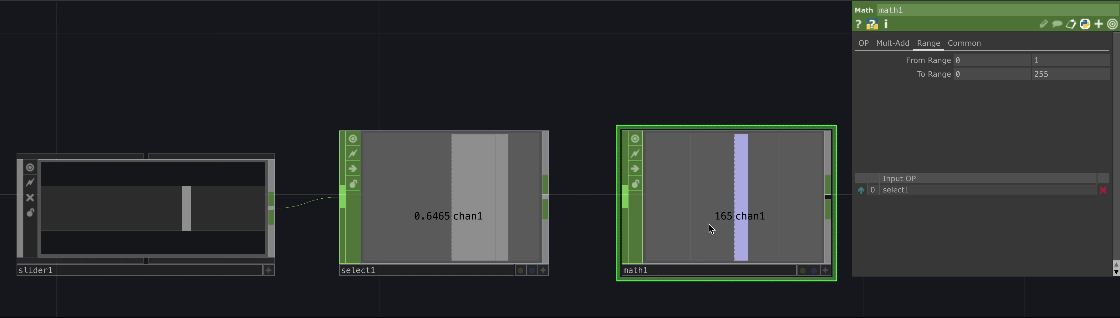 Math math1
? ? i
OP Mult-Add Range Common
From Range 0 1
To Range 0 255
0.6465 chan1
165 chan1
Input OP
0 select1
slider1
select1
math1